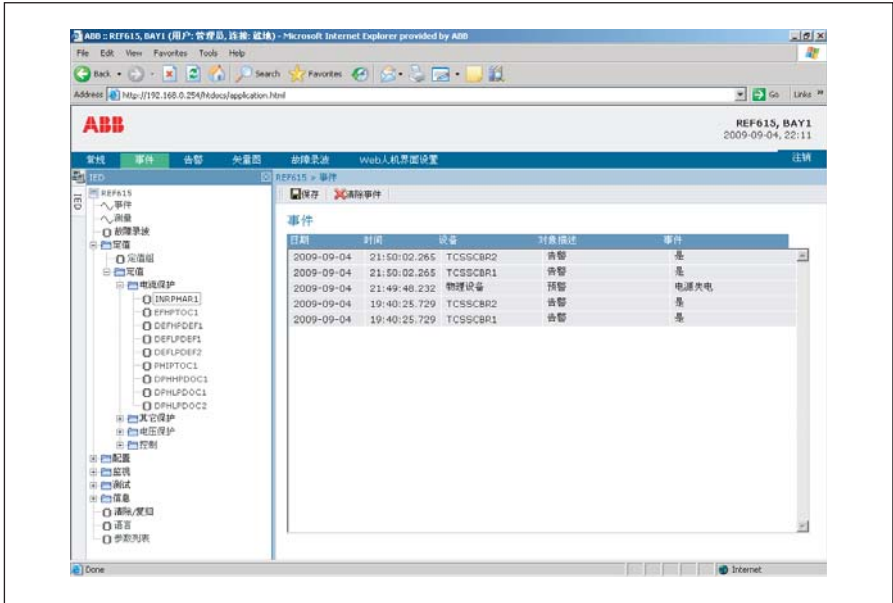 ABB :: REF615, BAY1 (用户: 管理员, 连接: 就地) - Microsoft Internet Explorer provided by ABB
File Edit View Favorites Tools Help
Back Search Favorites
Address http://192.168.0.254/htdocs/application.html Go Links »
ABB
REF615, BAY1
2009-09-04, 22:11
常规 事件 告警 矢量图 故障录波 Web人机界面设置 注销
IED
IED
REF615 > 事件
保存 清除事件
REF615
事件
测量
故障录波
定值
定值组
定值
电流保护
INRPHAR1
EFHPTOC1
DEFHPDEF1
DEFLPDEF1
DEFLPDEF2
PHIPTOC1
DPHHPDOC1
DPHLPDOC1
DPHLPDOC2
其它保护
电压保护
控制
配置
监视
测试
信息
清除/复归
语言
参数列表
事件
日期 时间 设备 对象描述 事件
2009-09-04 21:50:02.265 TCSSCBR2 告警 是
2009-09-04 21:50:02.265 TCSSCBR1 告警 是
2009-09-04 21:49:48.232 物理设备 预警 电源失电
2009-09-04 19:40:25.729 TCSSCBR2 告警 是
2009-09-04 19:40:25.729 TCSSCBR1 告警 是
Done Internet